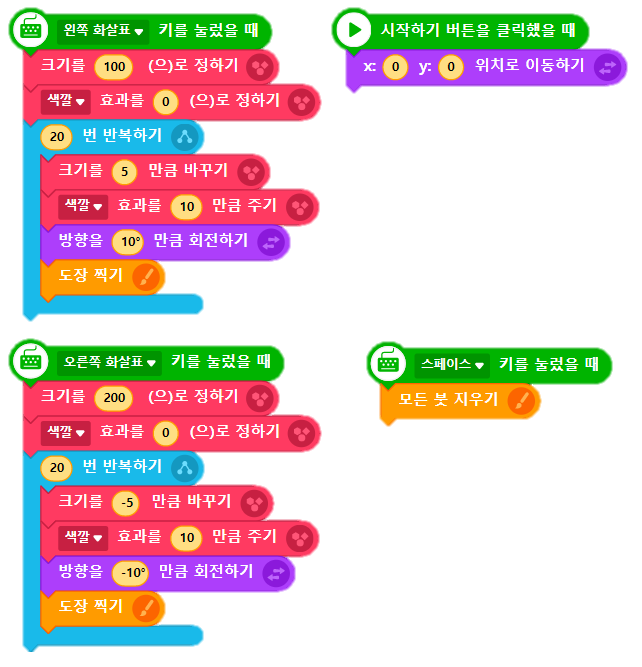 왼쪽 화살표 키를 눌렀을 때
크기를 100 (으)로 정하기
색깔 효과를 0 (으)로 정하기
20 번 반복하기
크기를 5 만큼 바꾸기
색깔 효과를 10 만큼 주기
방향을 10° 만큼 회전하기
도장 찍기
시작하기 버튼을 클릭했을 때
x: 0 y: 0 위치로 이동하기
오른쪽 화살표 키를 눌렀을 때
크기를 200 (으)로 정하기
색깔 효과를 0 (으)로 정하기
20 번 반복하기
크기를 -5 만큼 바꾸기
색깔 효과를 10 만큼 주기
방향을 -10° 만큼 회전하기
도장 찍기
스페이스 키를 눌렀을 때
모든 붓 지우기